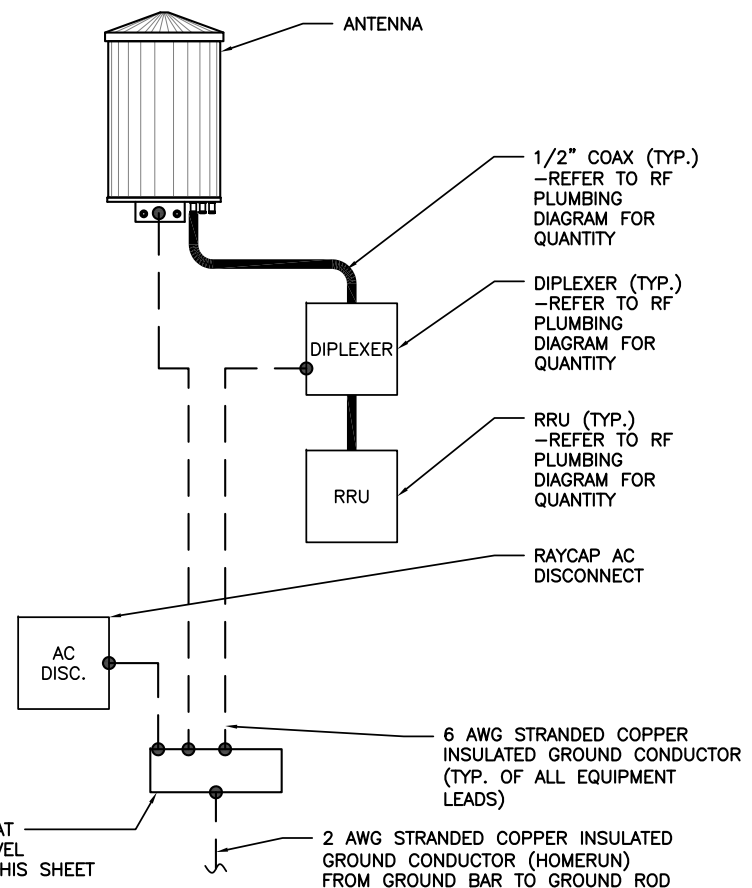 ANTENNA
1/2" COAX (TYP.)
-REFER TO RF
PLUMBING
DIAGRAM FOR
QUANTITY
DIPLEXER (TYP.)
-REFER TO RF
PLUMBING
DIAGRAM FOR
QUANTITY
DIPLEXER
RRU (TYP.)
-REFER TO RF
PLUMBING
DIAGRAM FOR
QUANTITY
RRU
RAYCAP AC
DISCONNECT
AC
DISC.
6 AWG STRANDED COPPER
INSULATED GROUND CONDUCTOR
(TYP. OF ALL EQUIPMENT
LEADS)
AT
VEL
THIS SHEET
2 AWG STRANDED COPPER INSULATED
GROUND CONDUCTOR (HOMERUN)
FROM GROUND BAR TO GROUND ROD